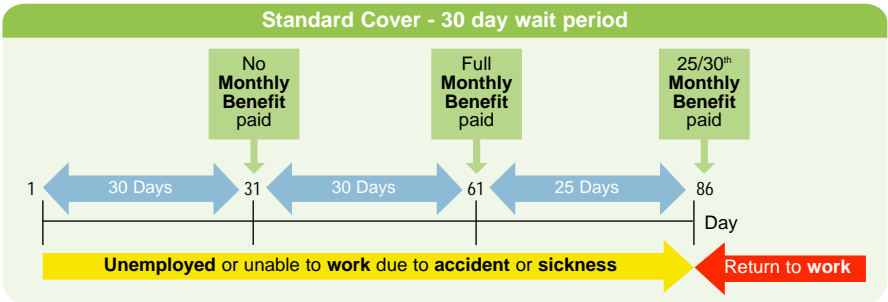 Standard Cover - 30 day wait period
No
Monthly
Benefit
paid
Full
Monthly
Benefit
paid
25/30th
Monthly
Benefit
paid
1 30 Days 31 30 Days 61 25 Days 86
Day
Unemployed or unable to work due to accident or sickness
Return to work